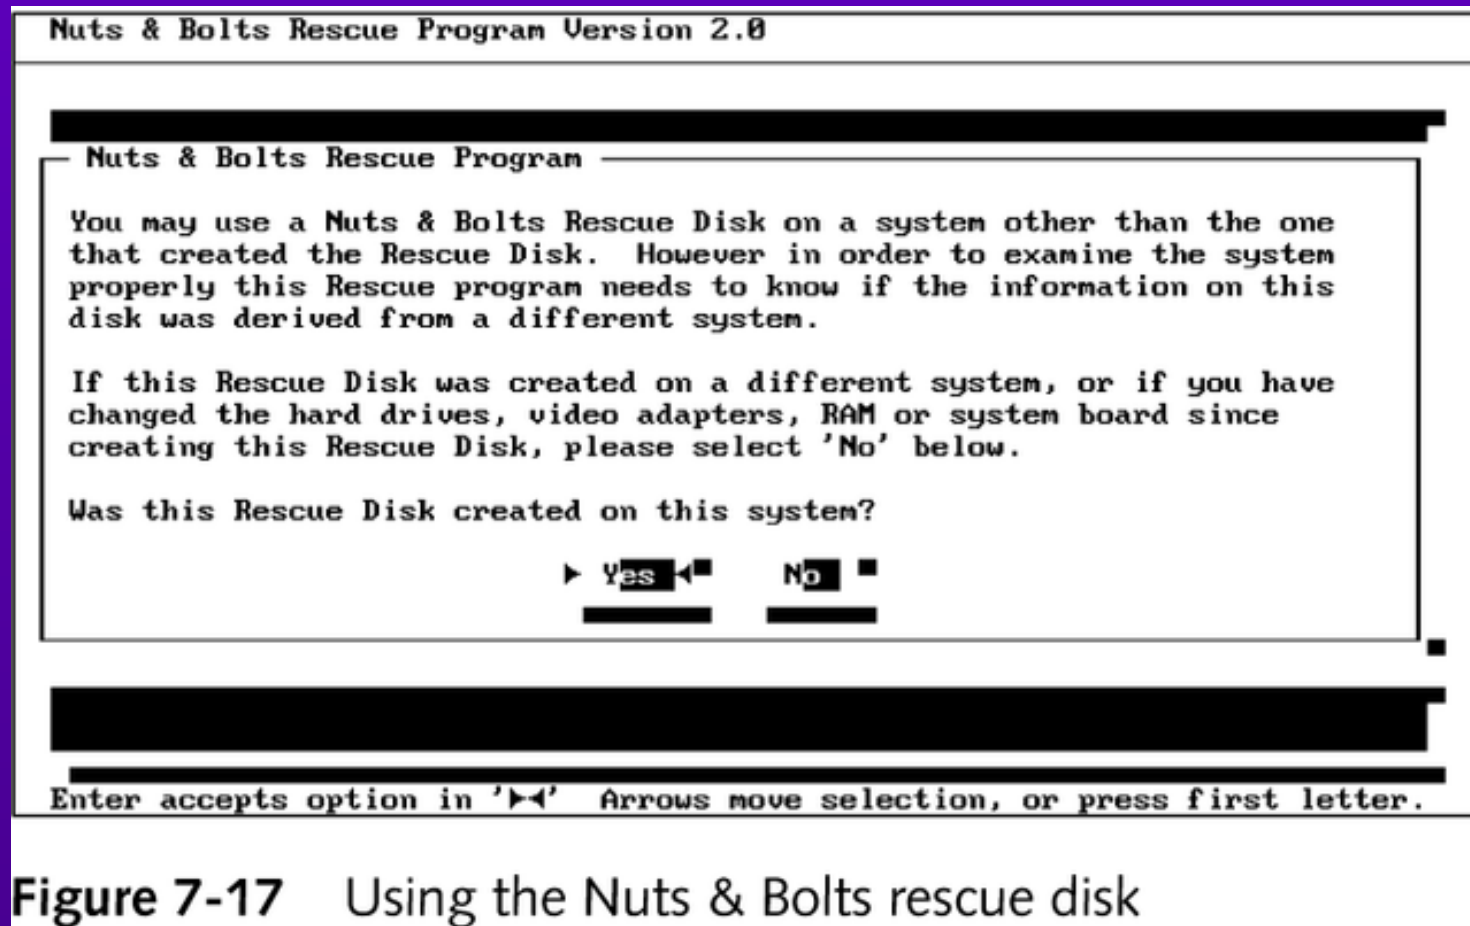 Nuts & Bolts Rescue Program Version 2.0
Nuts & Bolts Rescue Program
You may use a Nuts & Bolts Rescue Disk on a system other than the one
that created the Rescue Disk.  However in order to examine the system
properly this Rescue program needs to know if the information on this
disk was derived from a different system.
If this Rescue Disk was created on a different system, or if you have
changed the hard drives, video adapters, RAM or system board since
creating this Rescue Disk, please select 'No' below.
Was this Rescue Disk created on this system?
► Yes ◄ No
Enter accepts option in '►◄'  Arrows move selection, or press first letter.
Figure 7-17 Using the Nuts & Bolts rescue disk